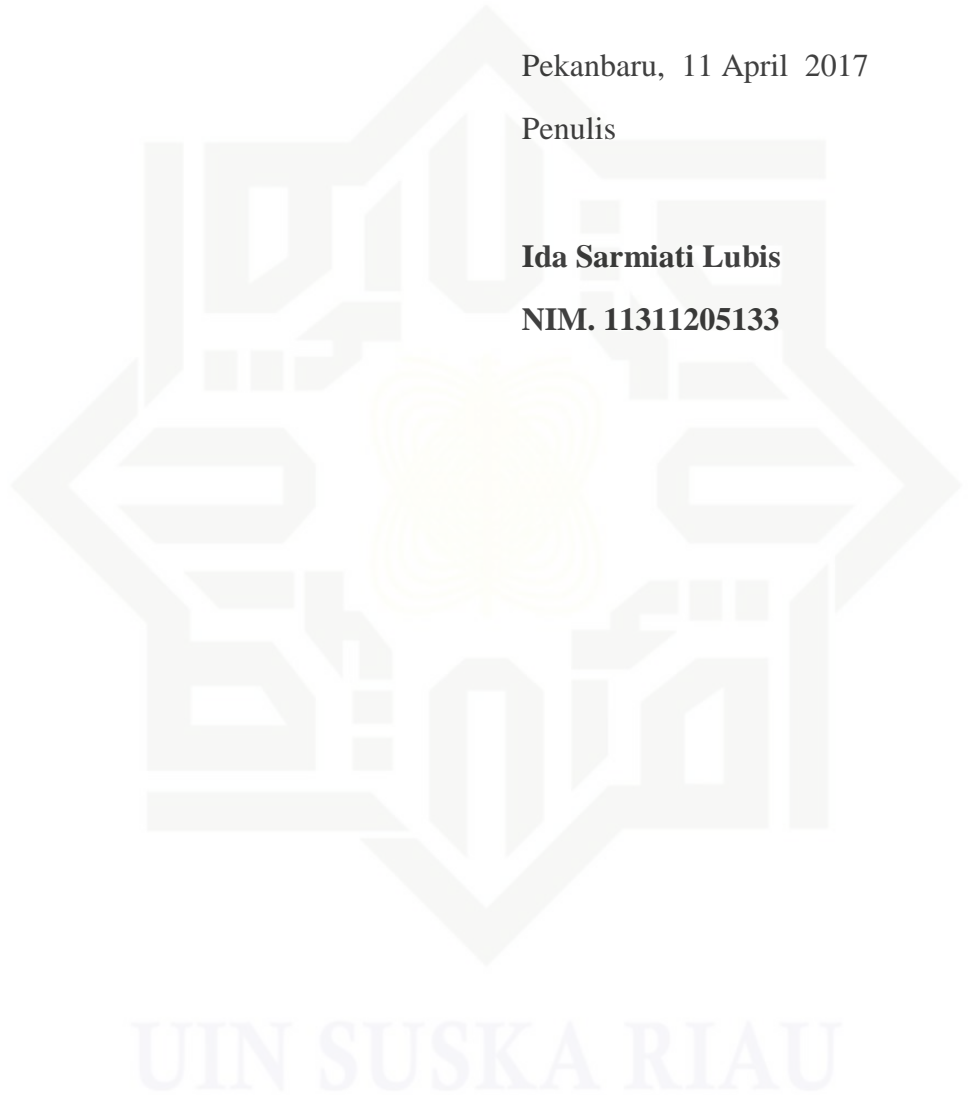 Pekanbaru, 11 April 2017
Penulis
Ida Sarmiati Lubis
NIM. 11311205133
UIN SUSKA RIAU